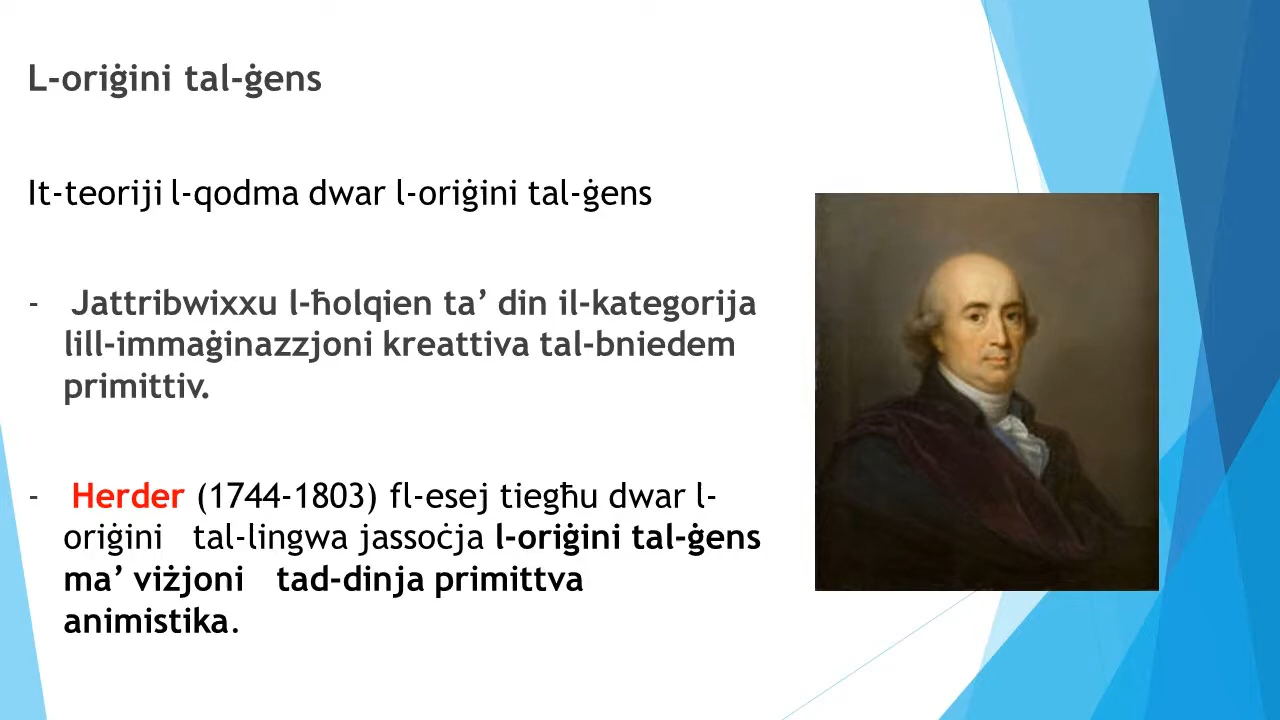 L-oriġini tal-ġens
It-teoriji l-qodma dwar l-oriġini tal-ġens
- Jattribwixxu l-ħolqien ta’ din il-kategorija
lill-immaġinazzjoni kreattiva tal-bniedem
primittiv.
- Herder (1744-1803) fl-esej tiegħu dwar l-
oriġini tal-lingwa jassoċja l-oriġini tal-ġens
ma’ viżjoni tad-dinja primittva
animistika.